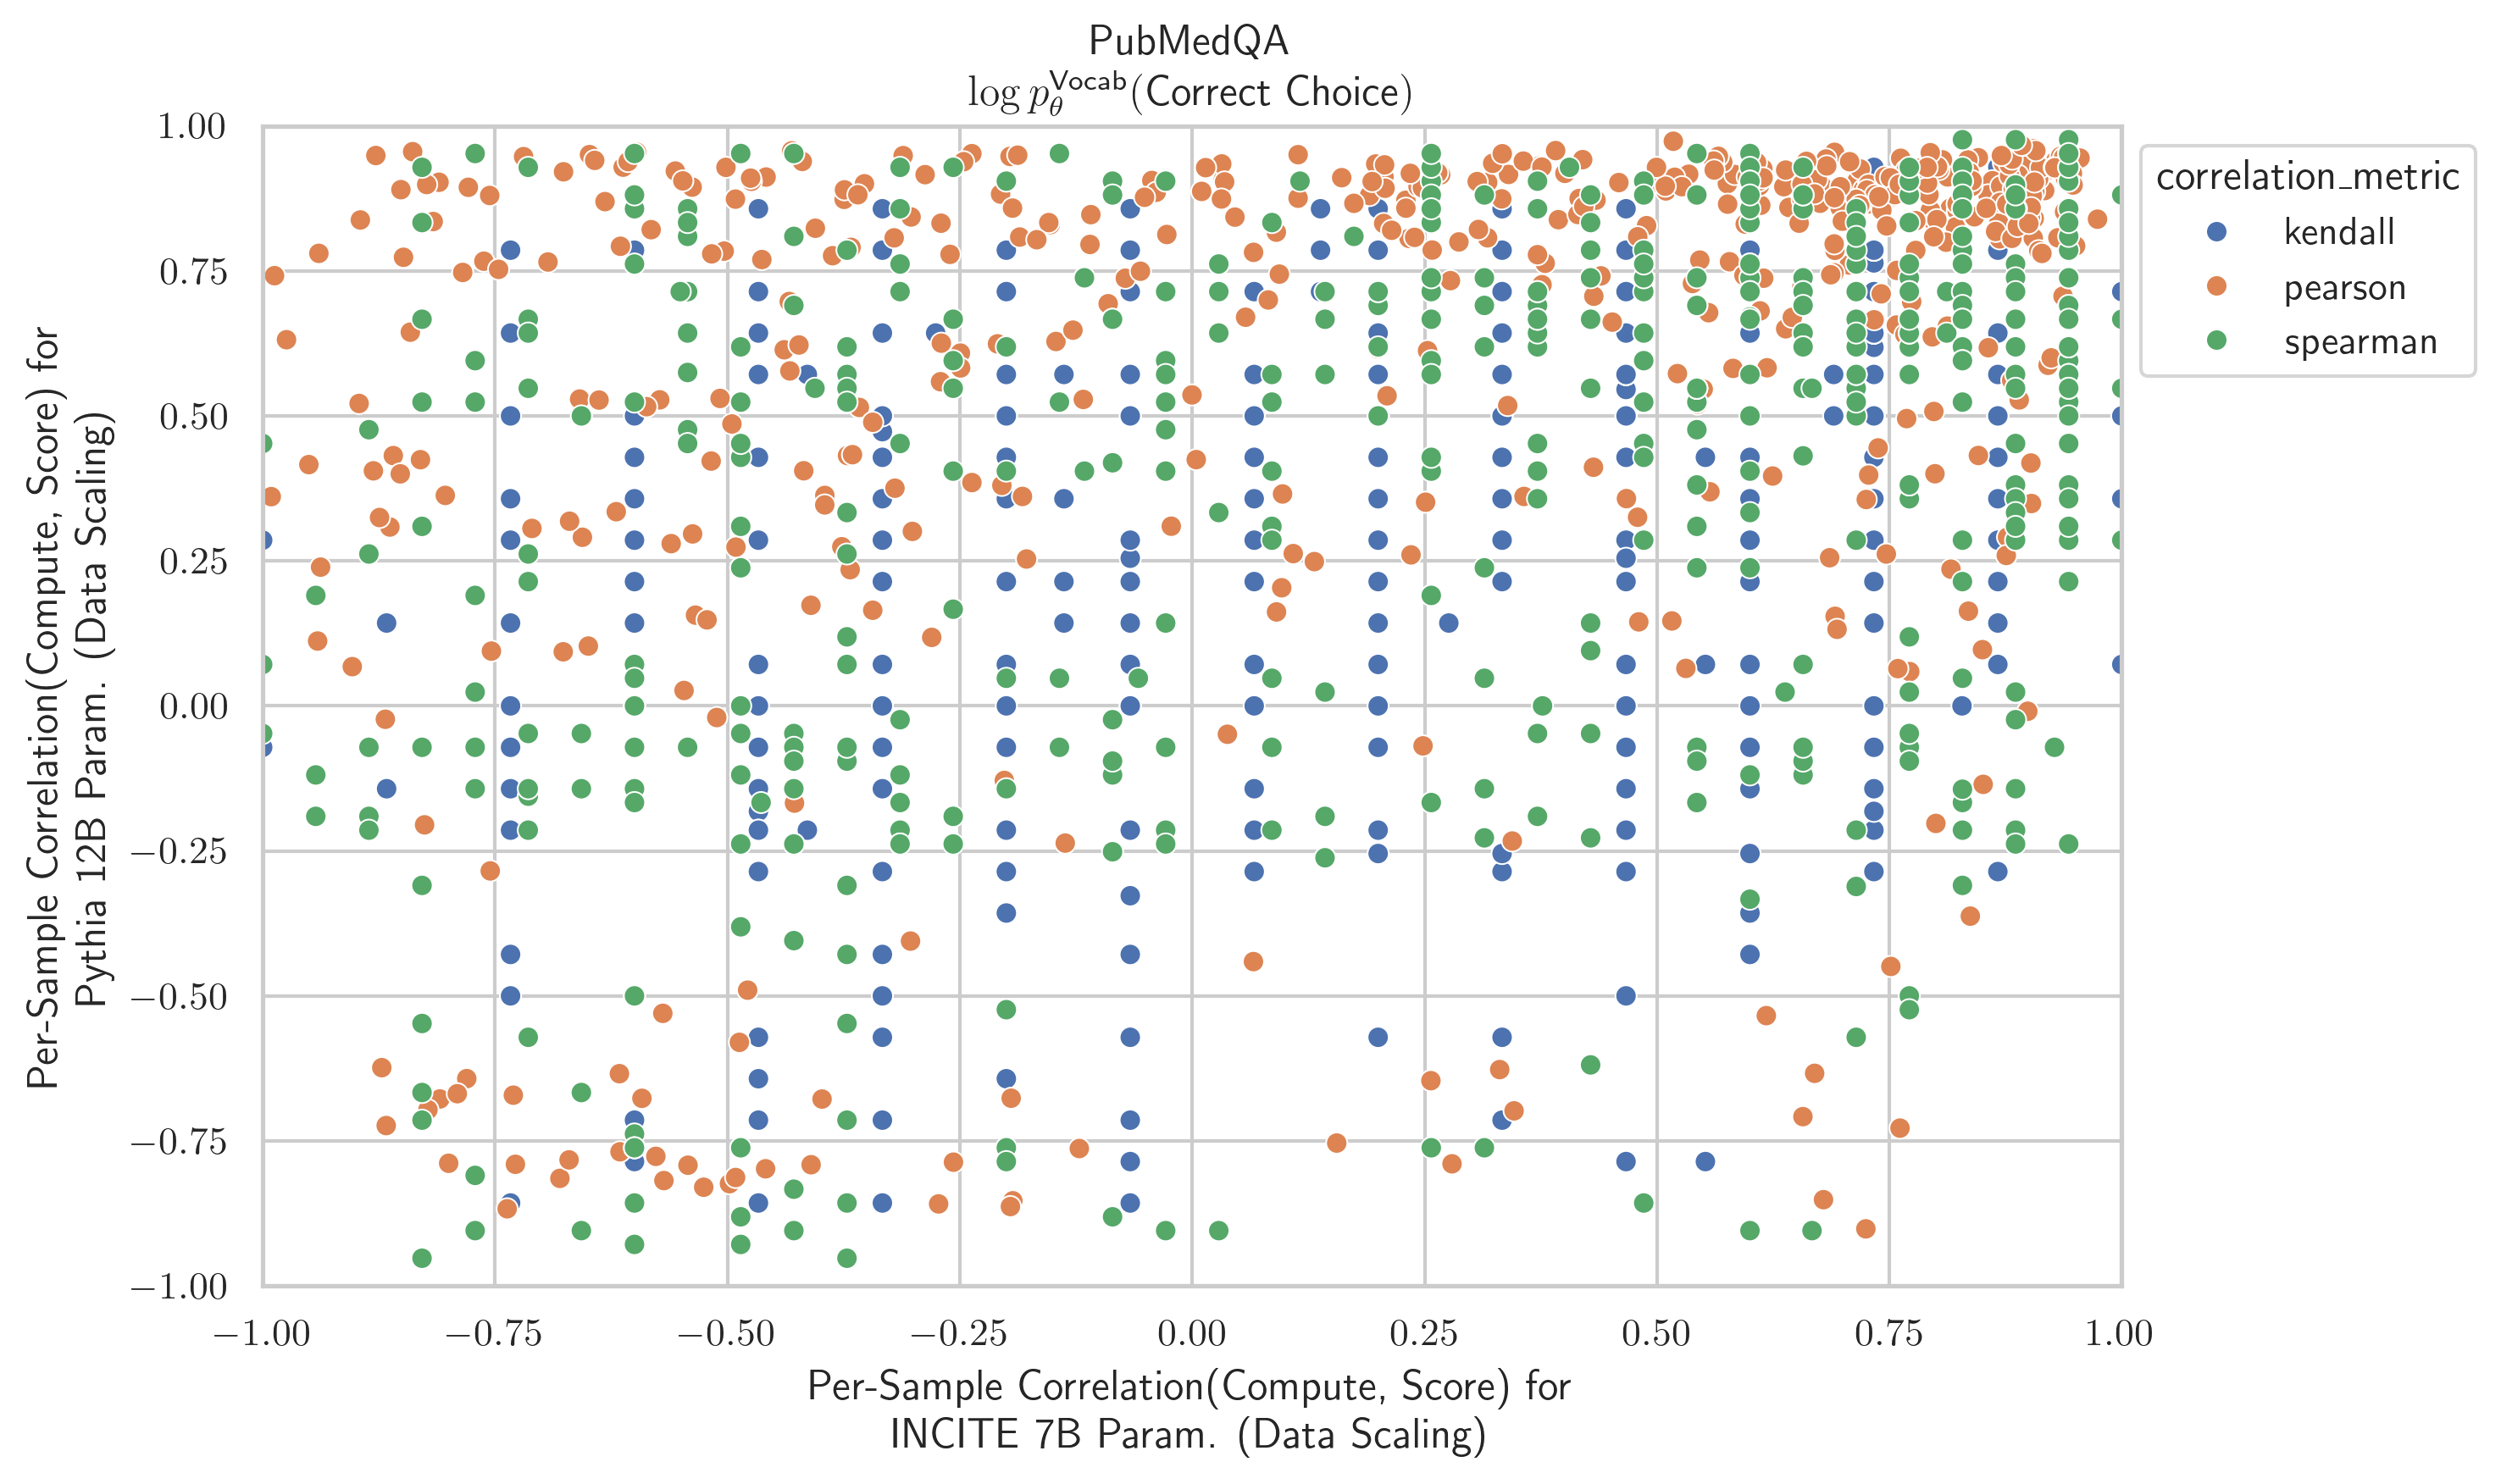 PubMedQA
log p_θ^Vocab(Correct Choice)
Per-Sample Correlation(Compute, Score) for
Pythia 12B Param. (Data Scaling)
1.00
0.75
0.50
0.25
0.00
−0.25
−0.50
−0.75
−1.00
−1.00 −0.75 −0.50 −0.25 0.00 0.25 0.50 0.75 1.00
Per-Sample Correlation(Compute, Score) for
INCITE 7B Param. (Data Scaling)
correlation_metric
kendall
pearson
spearman